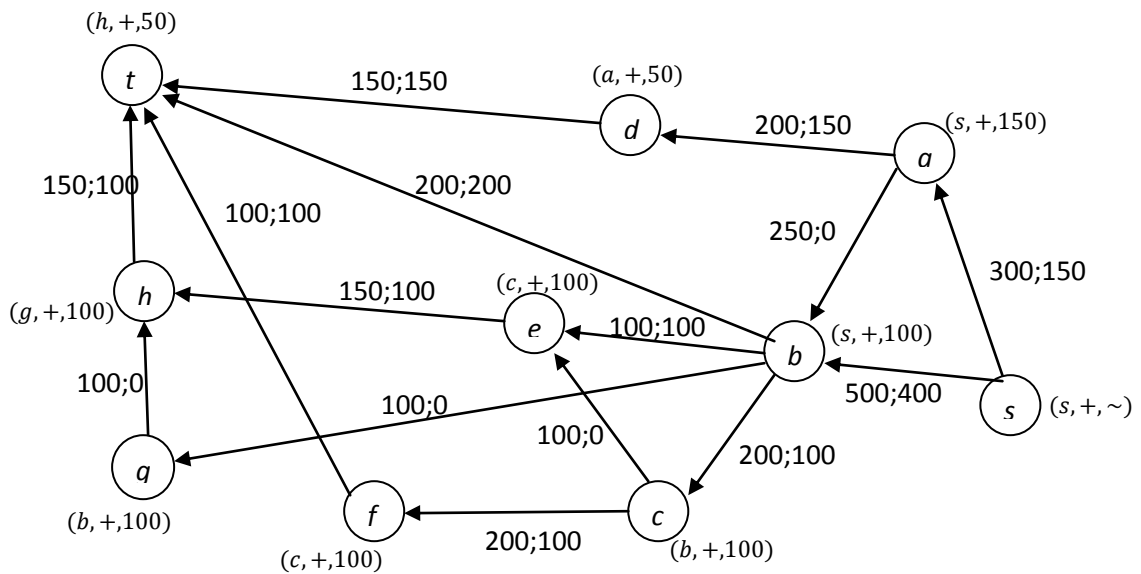 (h, +,50)
t
150;150
(a, +,50)
d
200;150
(s, +,150)
a
150;100
100;100
200;200
250;0
300;150
(g, +,100)
h
150;100
(c, +,100)
e
100;100
b
(s, +,100)
500;400
s
(s, +, ~)
100;0
100;0
100;0
200;100
g
(b, +,100)
f
(c, +,100)
200;100
c
(b, +,100)